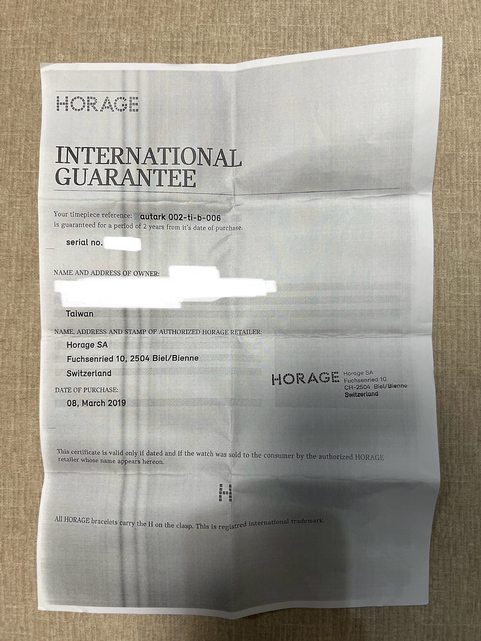 HORAGE
INTERNATIONAL
GUARANTEE
Your timepiece reference: autark 002-ti-b-006
is guaranteed for a period of 2 years from it's date of purchase.
serial no.
NAME AND ADDRESS OF OWNER:
Taiwan
NAME, ADDRESS AND STAMP OF AUTHORIZED HORAGE RETAILER:
Horage SA
Fuchsenried 10, 2504 Biel/Bienne
Switzerland
DATE OF PURCHASE:
08, March 2019
HORAGE
Horage SA
Fuchsenried 10
CH-2504 Biel/Bienne
Switzerland
This certificate is valid only if dated and if the watch was sold to the consumer by the authorized HORAGE
retailer whose name appears hereon.
H
All HORAGE bracelets carry the H on the clasp. This is registred international trademark.